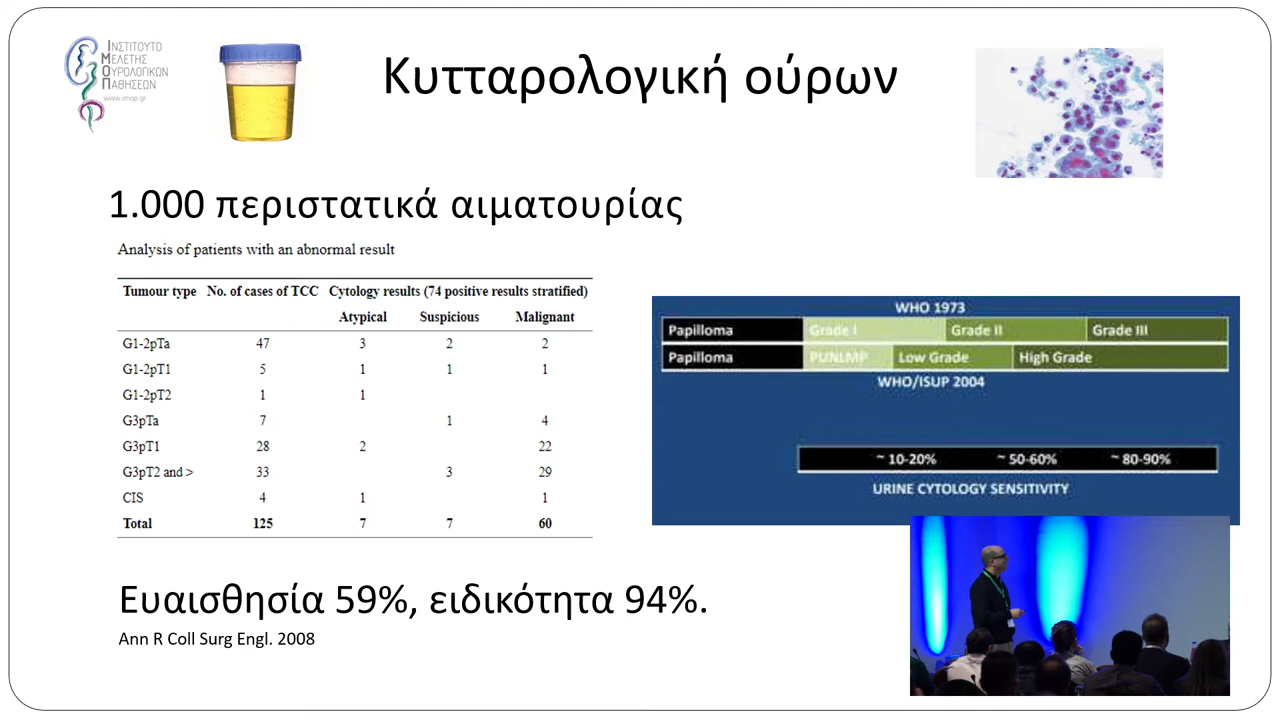 ΙΝΣΤΙΤΟΥΤΟ
ΜΕΛΕΤΗΣ
ΟΥΡΟΛΟΓΙΚΩΝ
ΠΑΘΗΣΕΩΝ
www.imop.gr
Κυτταρολογική ούρων
1.000 περιστατικά αιματουρίας
Analysis of patients with an abnormal result
Tumour type No. of cases of TCC Cytology results (74 positive results stratified)
Atypical Suspicious Malignant
G1-2pTa 47 3 2 2
G1-2pT1 5 1 1 1
G1-2pT2 1 1
G3pTa 7 1 4
G3pT1 28 2 22
G3pT2 and > 33 3 29
CIS 4 1 1
Total 125 7 7 60
WHO 1973
Papilloma Grade I Grade II Grade III
Papilloma PUNLMP Low Grade High Grade
WHO/ISUP 2004
~ 10-20% ~ 50-60% ~ 80-90%
URINE CYTOLOGY SENSITIVITY
Ευαισθησία 59%, ειδικότητα 94%.
Ann R Coll Surg Engl. 2008